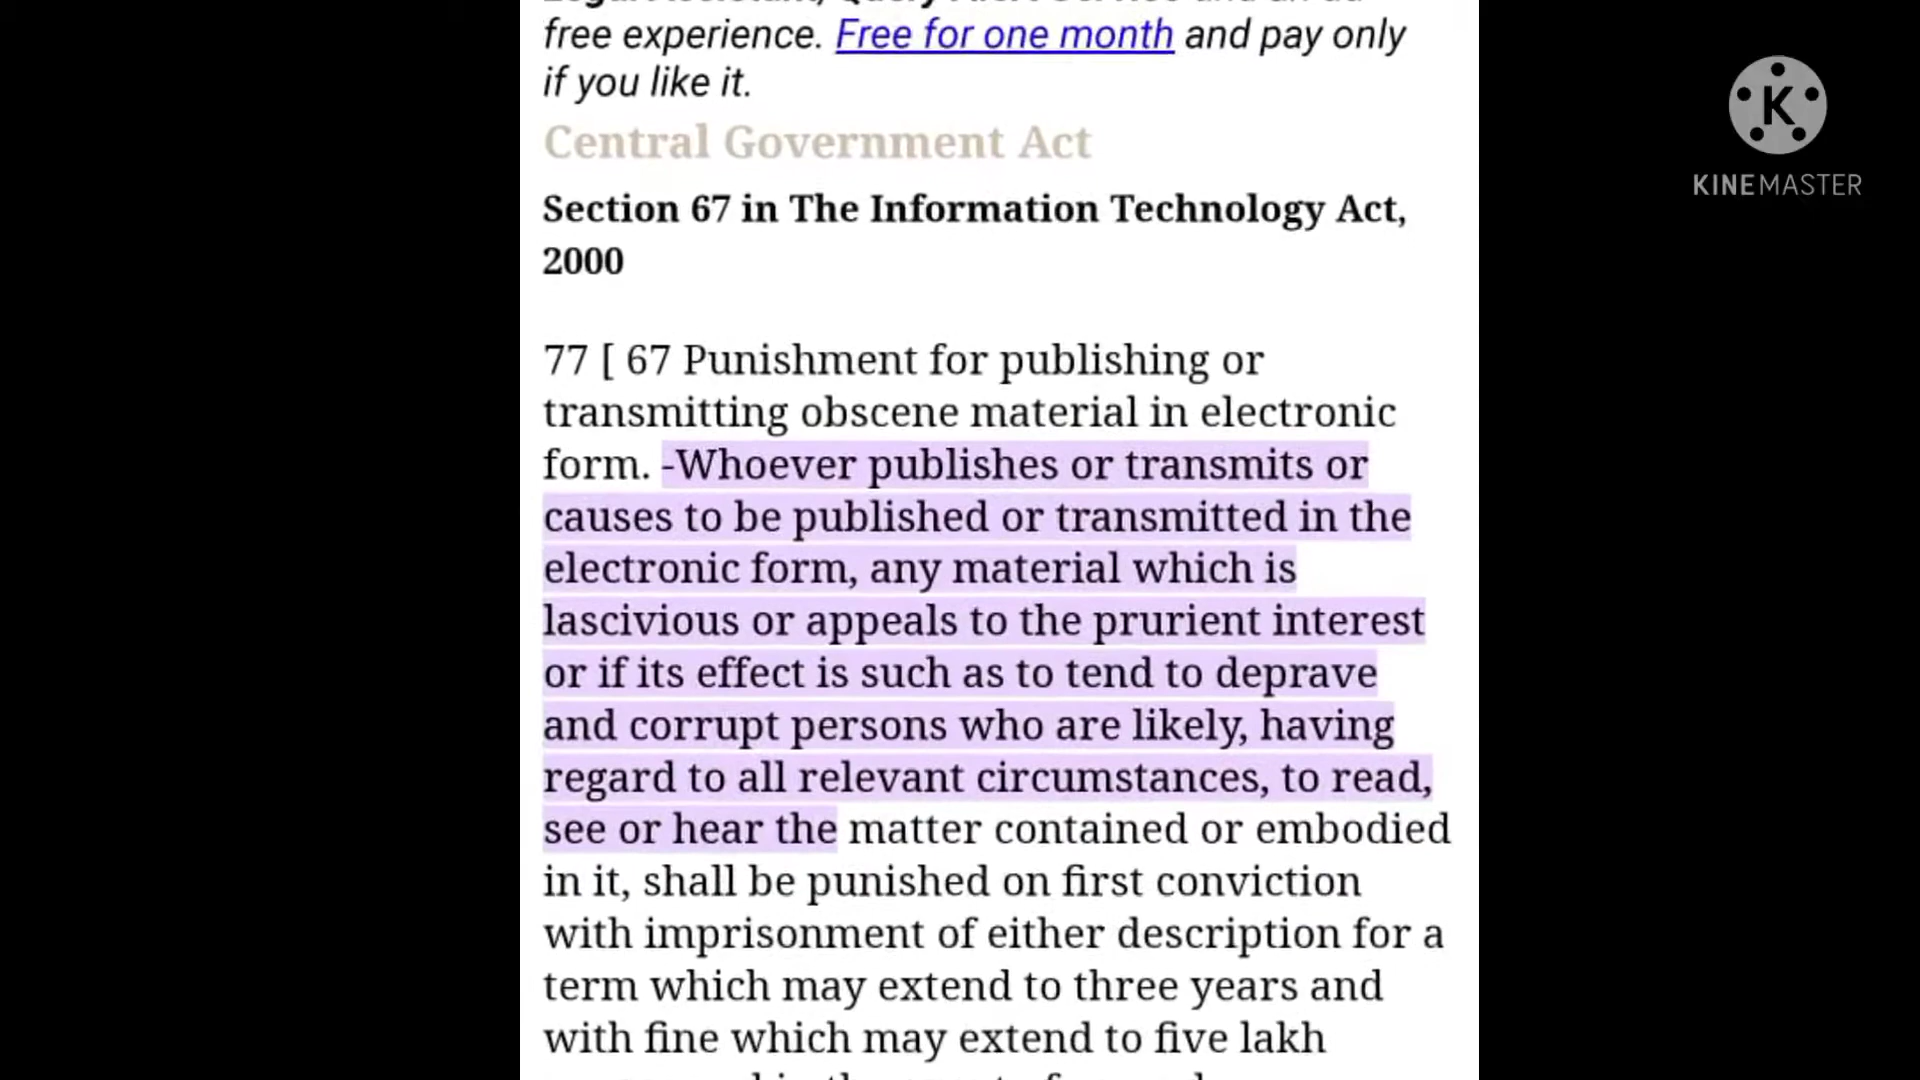 free experience. Free for one month and pay only
if you like it.
Central Government Act
Section 67 in The Information Technology Act,
2000
77 [ 67 Punishment for publishing or
transmitting obscene material in electronic
form. -Whoever publishes or transmits or
causes to be published or transmitted in the
electronic form, any material which is
lascivious or appeals to the prurient interest
or if its effect is such as to tend to deprave
and corrupt persons who are likely, having
regard to all relevant circumstances, to read,
see or hear the matter contained or embodied
in it, shall be punished on first conviction
with imprisonment of either description for a
term which may extend to three years and
with fine which may extend to five lakh
K
KINEMASTER